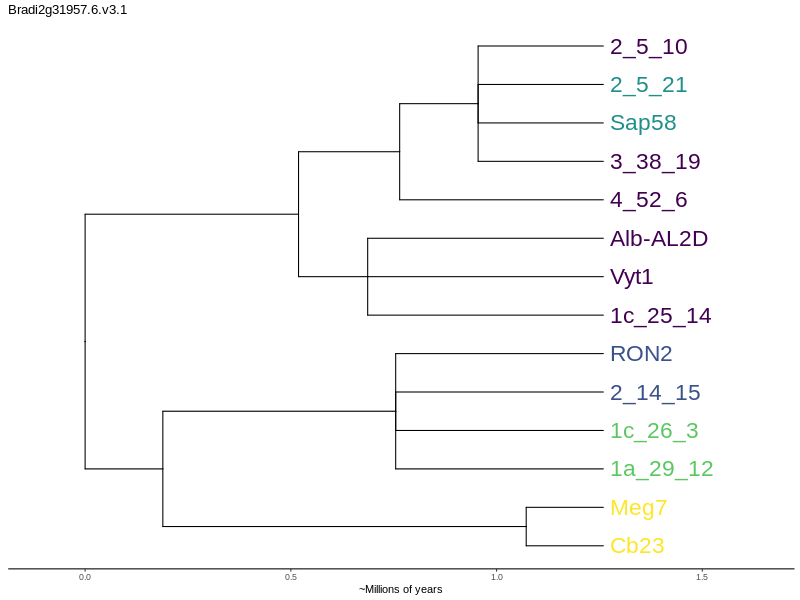 Bradi2g31957.6.v3.1
2_5_10
2_5_21
Sap58
3_38_19
4_52_6
Alb-AL2D
Vyt1
1c_25_14
RON2
2_14_15
1c_26_3
1a_29_12
Meg7
Cb23
0.0 0.5 1.0 1.5
~Millions of years